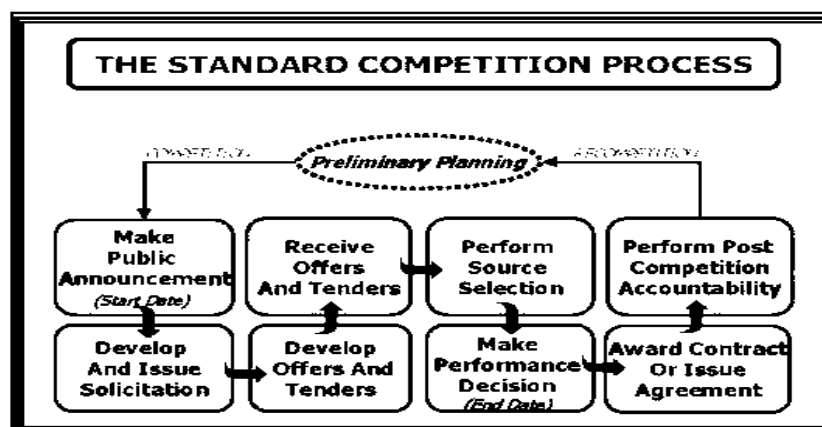 THE STANDARD COMPETITION PROCESS
COMPETITION
Preliminary Planning
RECOMPETITION
Make
Public
Announcement
(Start Date)
Develop
And Issue
Solicitation
Develop
Offers And
Tenders
Receive
Offers
And Tenders
Perform
Source
Selection
Make
Performance
Decision
(End Date)
Award Contract
Or Issue
Agreement
Perform Post
Competition
Accountability